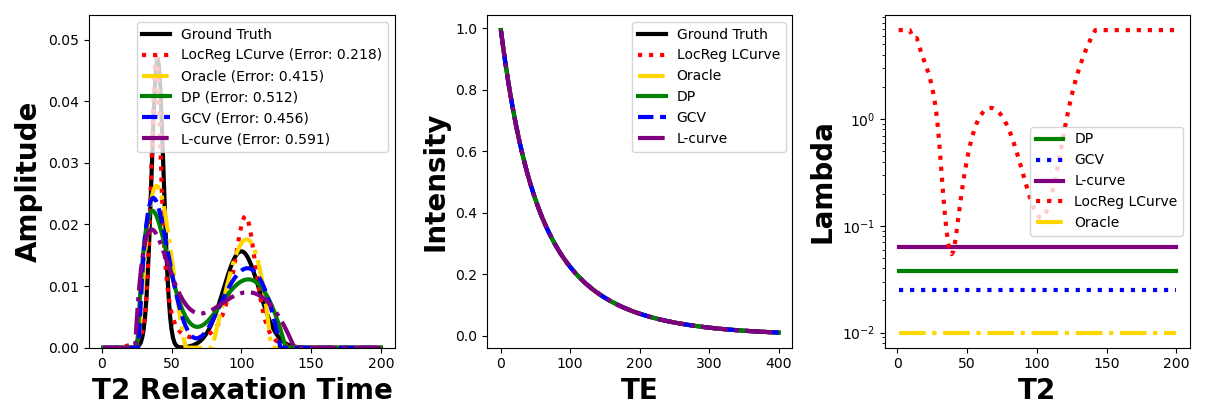 0.05
0.04
0.03
0.02
0.01
0.00
0
50
100
150
200
Amplitude
T2 Relaxation Time
Ground Truth
LocReg LCurve (Error: 0.218)
Oracle (Error: 0.415)
DP (Error: 0.512)
GCV (Error: 0.456)
L-curve (Error: 0.591)
1.0
0.8
0.6
0.4
0.2
0.0
0
100
200
300
400
Intensity
TE
Ground Truth
LocReg LCurve
Oracle
DP
GCV
L-curve
10⁰
10⁻¹
10⁻²
0
50
100
150
200
Lambda
T2
DP
GCV
L-curve
LocReg LCurve
Oracle